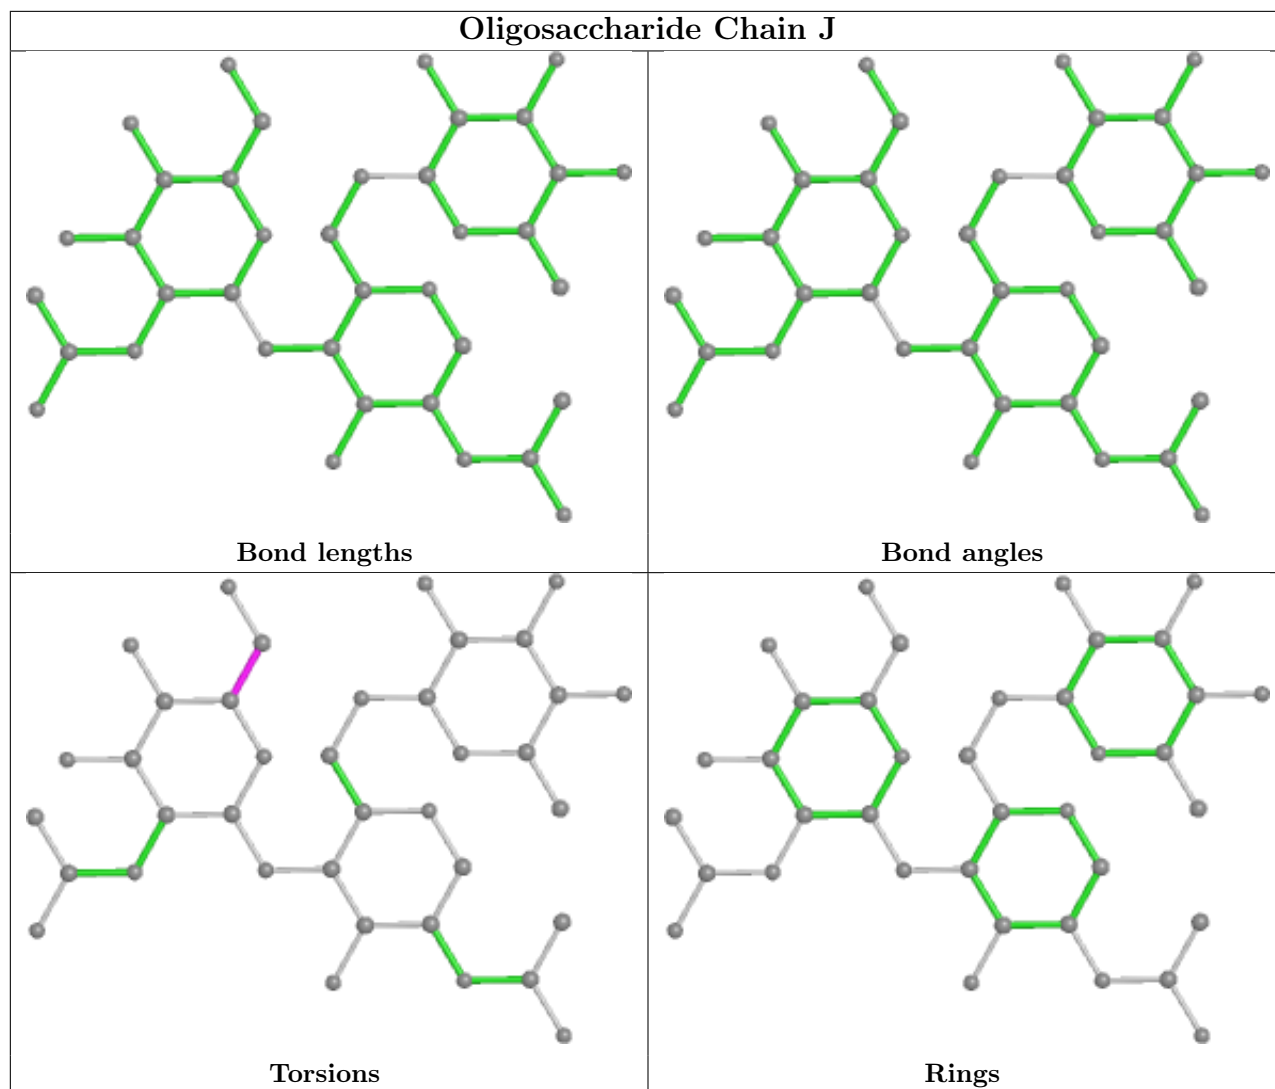 Oligosaccharide Chain J
Bond lengths
Bond angles
Torsions
Rings